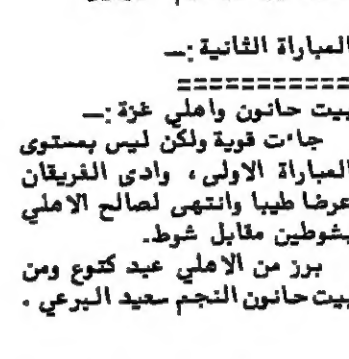 المباراة الثانية :ـ
===========
بيت حانون واهلي غزة :ـ
جاءت قوية ولكن ليس بمستوى
المباراة الاولى ، وادى الفريقان
عرضا طيبا وانتهى لصالح الاهلي
بشوطين مقابل شوط.
برز من الاهلي عبد كتوع ومن
بيت حانون النجم سعيد البرعي .